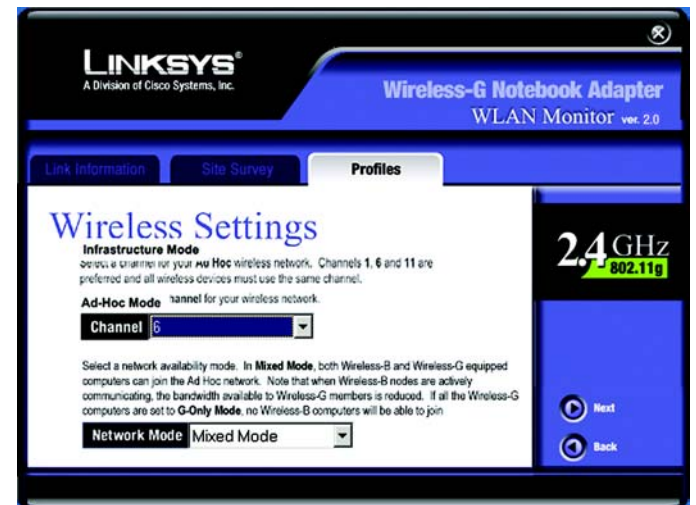 LINKSYS®
A Division of Cisco Systems, Inc.
Wireless-G Notebook Adapter
WLAN Monitor ver. 2.0
Link Information
Site Survey
Profiles
Wireless Settings
Infrastructure Mode
Select a channel for your Ad Hoc wireless network. Channels 1, 6 and 11 are
preferred and all wireless devices must use the same channel.
Ad-Hoc Mode
hannel for your wireless network.
Channel 6
Select a network availability mode. In Mixed Mode, both Wireless-B and Wireless-G equipped
computers can join the Ad Hoc network. Note that when Wireless-B nodes are actively
communicating, the bandwidth available to Wireless-G members is reduced. If all the Wireless-G
computers are set to G-Only Mode, no Wireless-B computers will be able to join
Network Mode Mixed Mode
2.4 GHz
802.11g
Next
Back